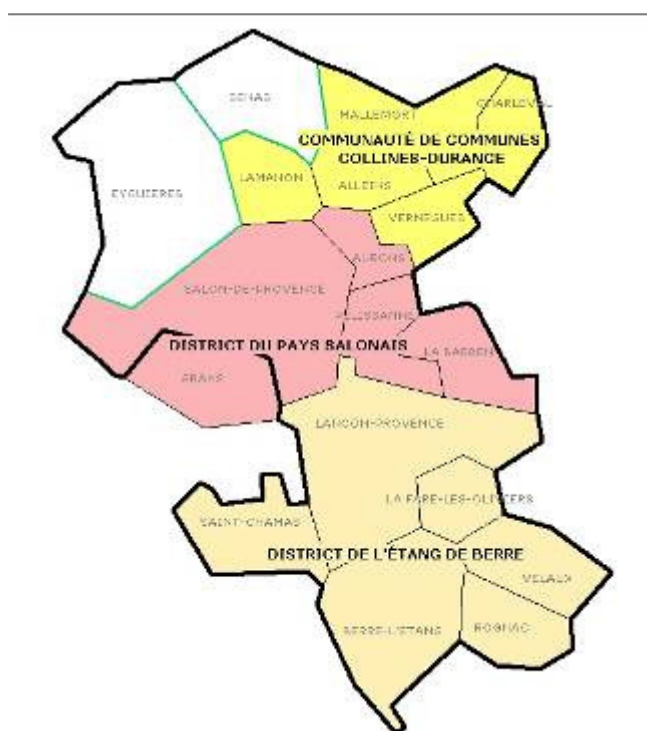 SENAS
MALLEMORT
CHARLEVAL
COMMUNAUTÉ DE COMMUNES
COLLINES-DURANCE
LAMANON
ALLEINS
EYGUIERES
VERNEGUES
AURONS
SALON-DE-PROVENCE
PELISSANNE
DISTRICT DU PAYS SALONAIS
LA BARBEN
GRANS
LANCON-PROVENCE
LA FARE-LES-OLIVIERS
SAINT-CHAMAS
DISTRICT DE L'ÉTANG DE BERRE
VELAUX
BERRE-L'ETANG
ROGNAC